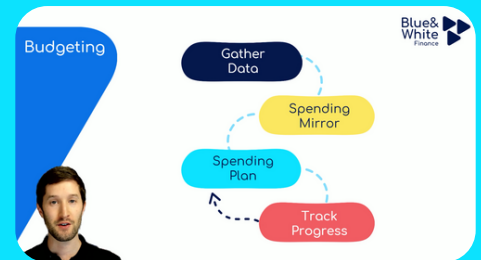 Budgeting
Blue&
White
Finance
Gather
Data
Spending
Mirror
Spending
Plan
Track
Progress